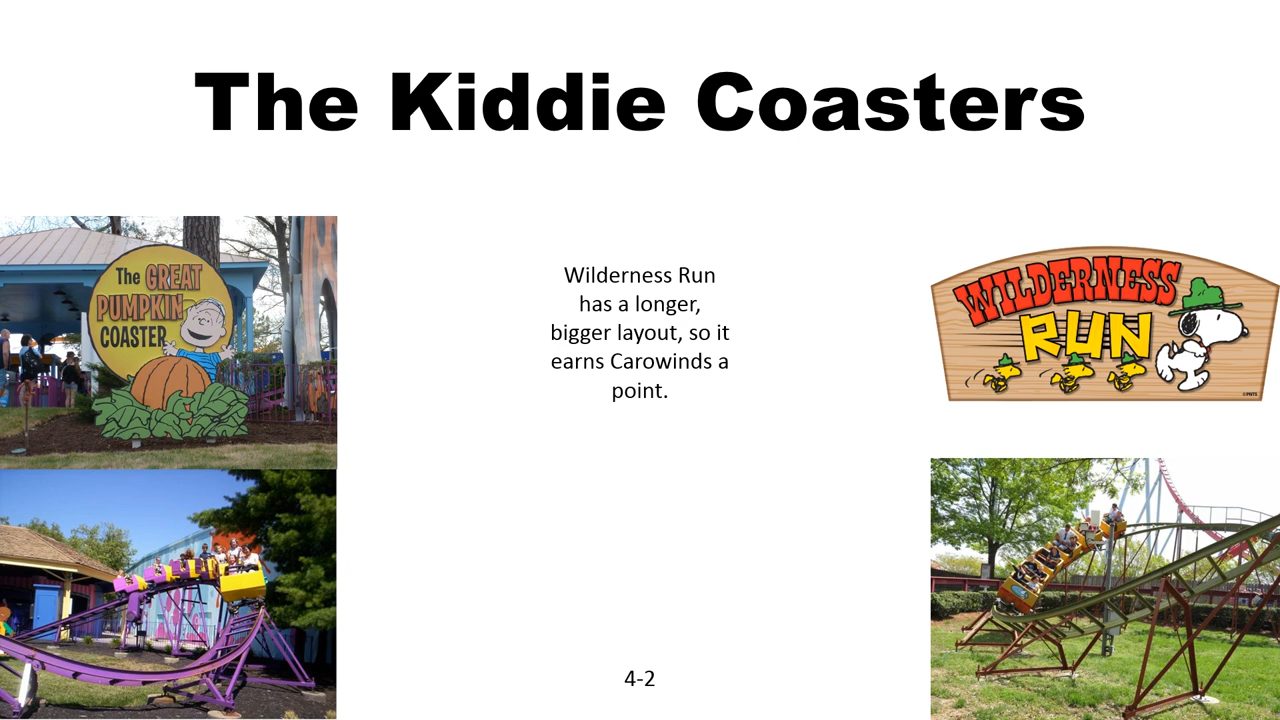 The Kiddie Coasters
The GREAT
PUMPKIN
COASTER
Wilderness Run
has a longer,
bigger layout, so it
earns Carowinds a
point.
WILDERNESS
RUN
©PNTS
4-2